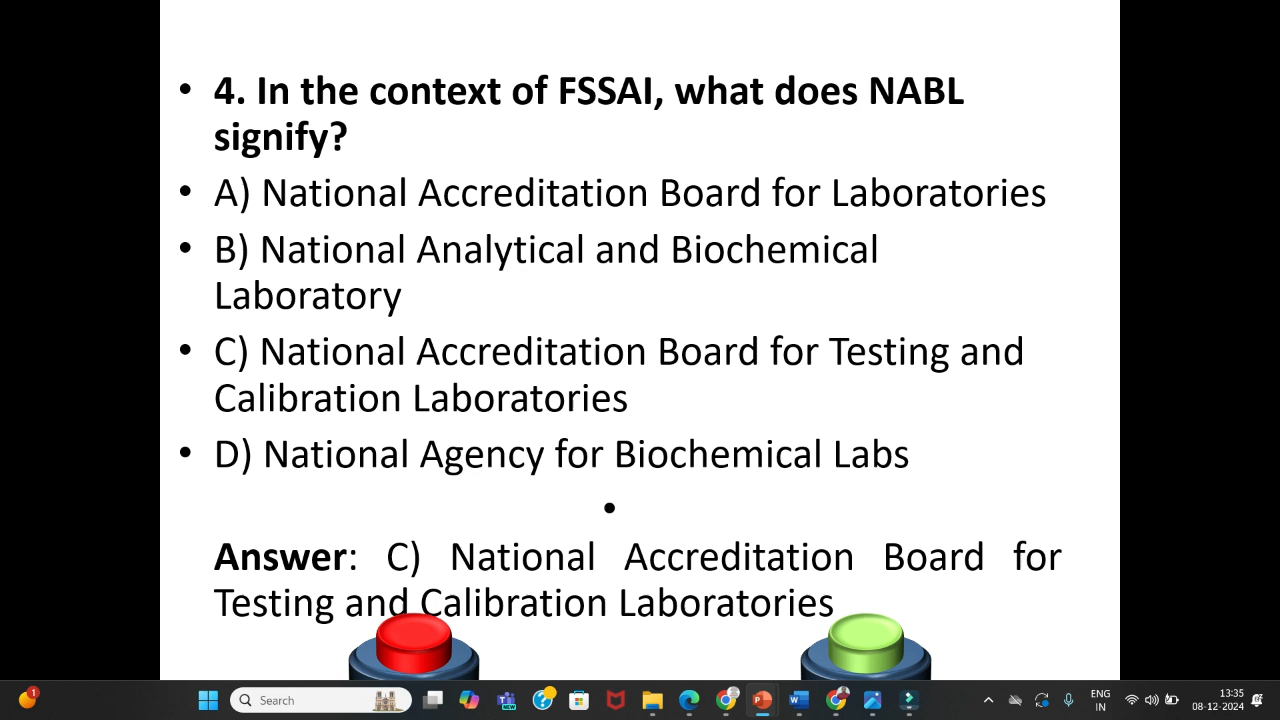 • 4. In the context of FSSAI, what does NABL
signify?
• A) National Accreditation Board for Laboratories
• B) National Analytical and Biochemical
Laboratory
• C) National Accreditation Board for Testing and
Calibration Laboratories
• D) National Agency for Biochemical Labs
•
Answer: C) National Accreditation Board for
Testing and Calibration Laboratories
1
Search
NEW
ENG
IN
13:35
08-12-2024